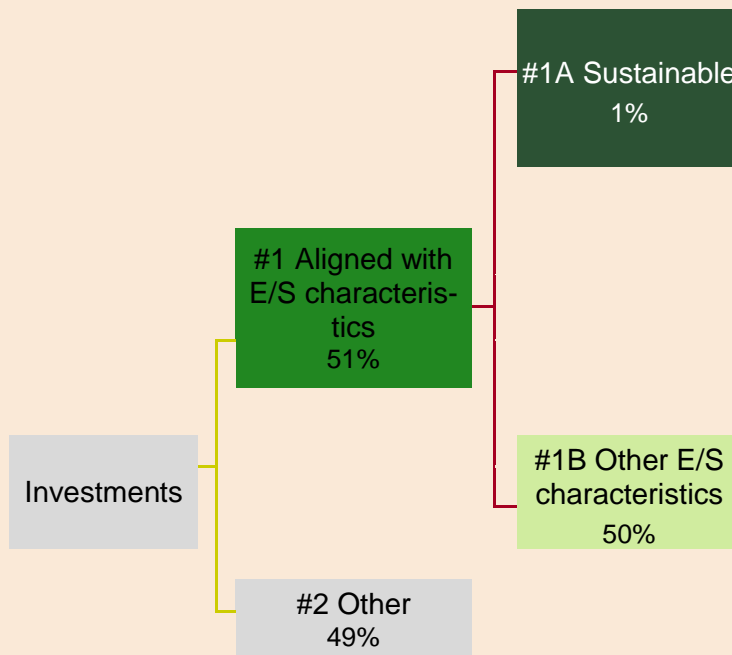 #1A Sustainable
1%
#1 Aligned with
E/S characteris-
tics
51%
Investments
#1B Other E/S
characteristics
50%
#2 Other
49%